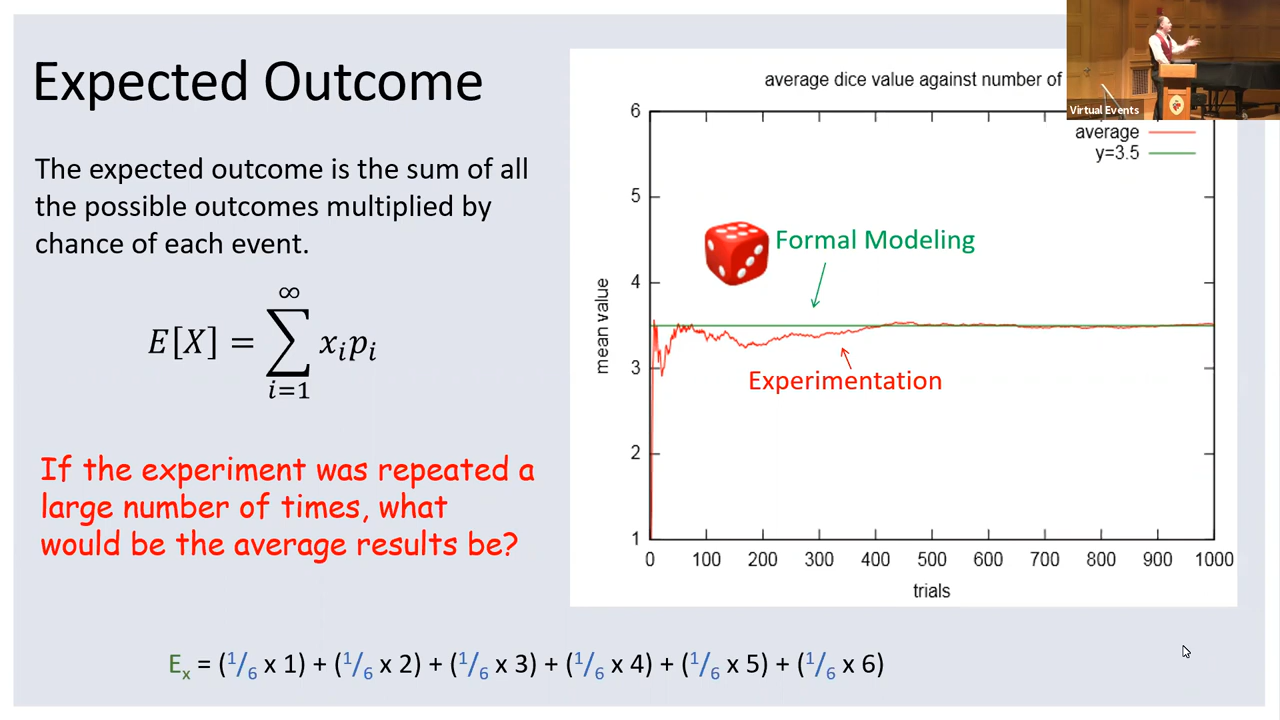 Expected Outcome
The expected outcome is the sum of all
the possible outcomes multiplied by
chance of each event.
E[X] = ∑ x_i p_i
∞
i=1
If the experiment was repeated a
large number of times, what
would be the average results be?
average dice value against number of
Virtual Events
average
y=3.5
6
5
4
3
2
1
mean value
Formal Modeling
Experimentation
0 100 200 300 400 500 600 700 800 900 1000
trials
Eₓ = (1/6 x 1) + (1/6 x 2) + (1/6 x 3) + (1/6 x 4) + (1/6 x 5) + (1/6 x 6)